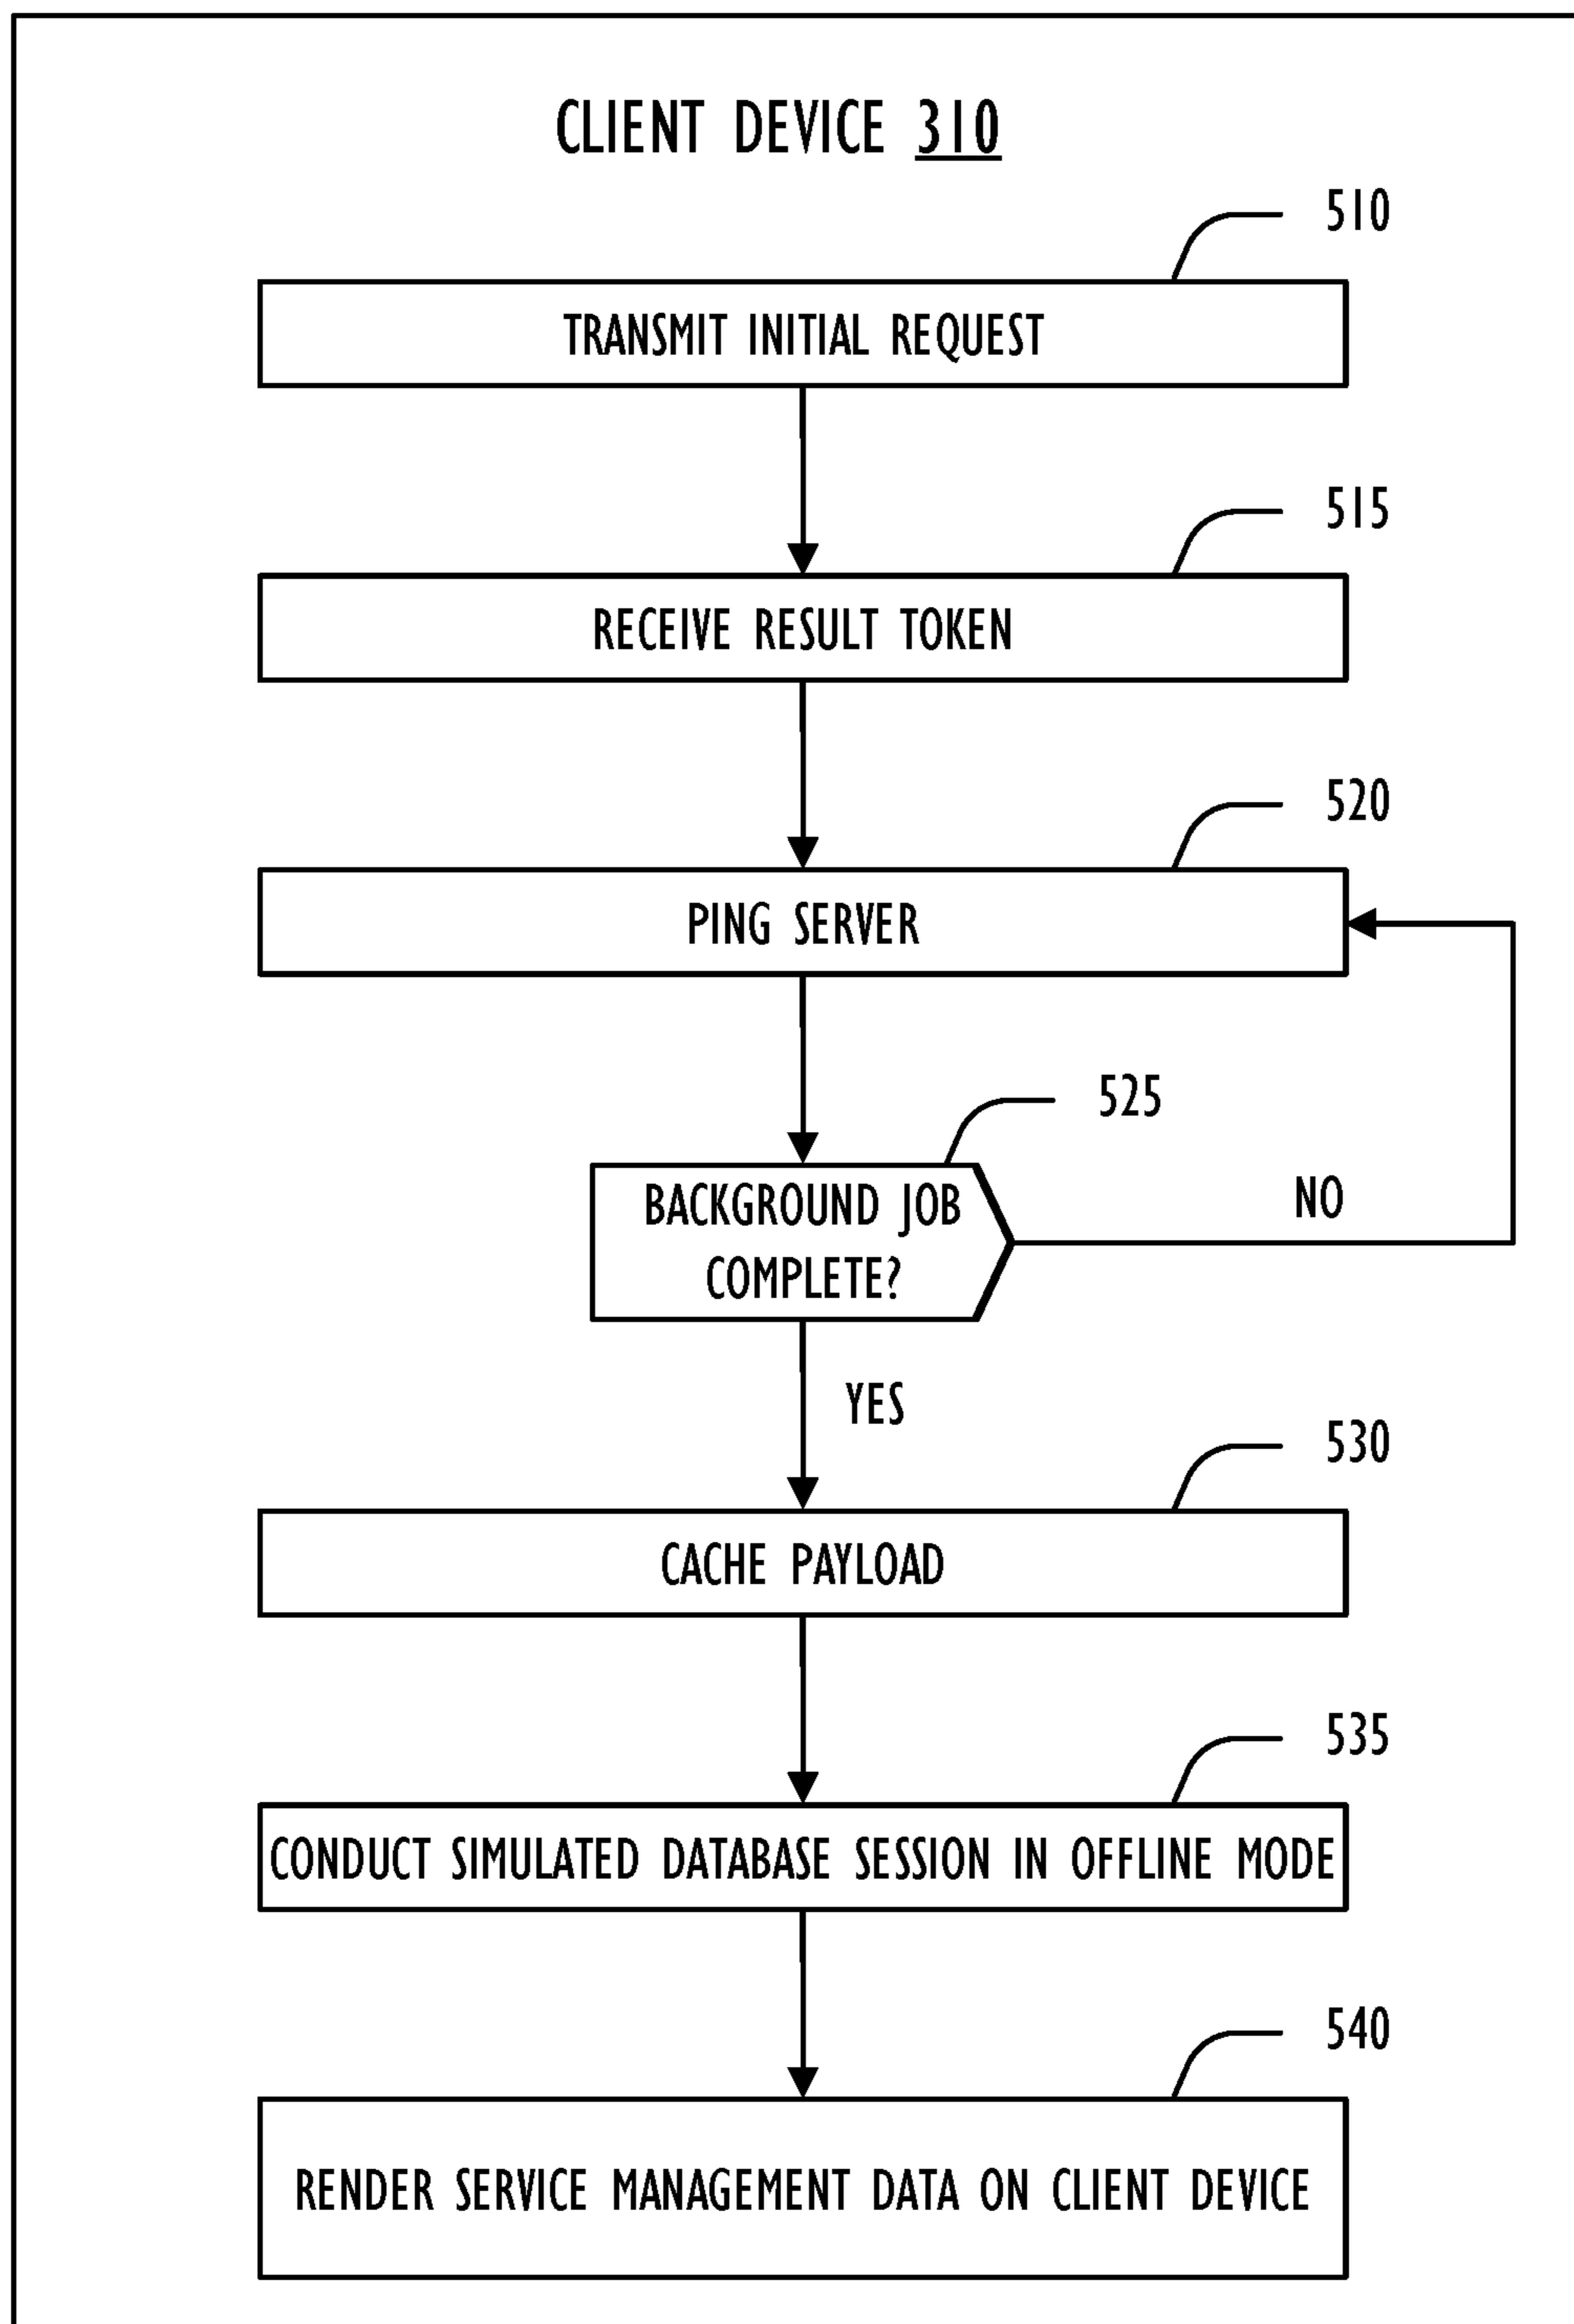 CLIENT DEVICE 310
510
TRANSMIT INITIAL REQUEST
515
RECEIVE RESULT TOKEN
520
PING SERVER
525
BACKGROUND JOB
COMPLETE?
NO
YES
530
CACHE PAYLOAD
535
CONDUCT SIMULATED DATABASE SESSION IN OFFLINE MODE
540
RENDER SERVICE MANAGEMENT DATA ON CLIENT DEVICE